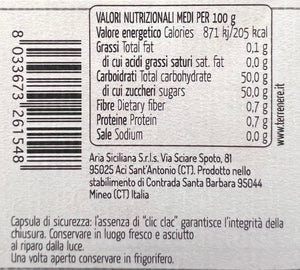 VALORI NUTRIZIONALI MEDI PER 100 g
Valore energetico Calories 871 kJ/205 kcal
Grassi Total fat 0,1 g
di cui acidi grassi saturi sat. fat 0,0 g
Carboidrati Total carbohydrate 50,0 g
di cui zuccheri sugars 50,0 g
Fibre Dietary fiber 0,7 g
Proteine Protein 0,7 g
Sale Sodium 0,0 g
www.terrenere.it
8 033673 261548
Aria Siciliana S.r.l.s. Via Sciare Spoto, 81
95025 Aci Sant'Antonio (CT). Prodotto nello
stabilimento di Contrada Santa Barbara 95044
Mineo (CT) Italia
Capsula di sicurezza: l'assenza di "clic clac" garantisce l'integrità della
chiusura. Conservare in luogo fresco e asciutto
al riparo dalla luce.
Una volta aperto conservare in frigorifero.